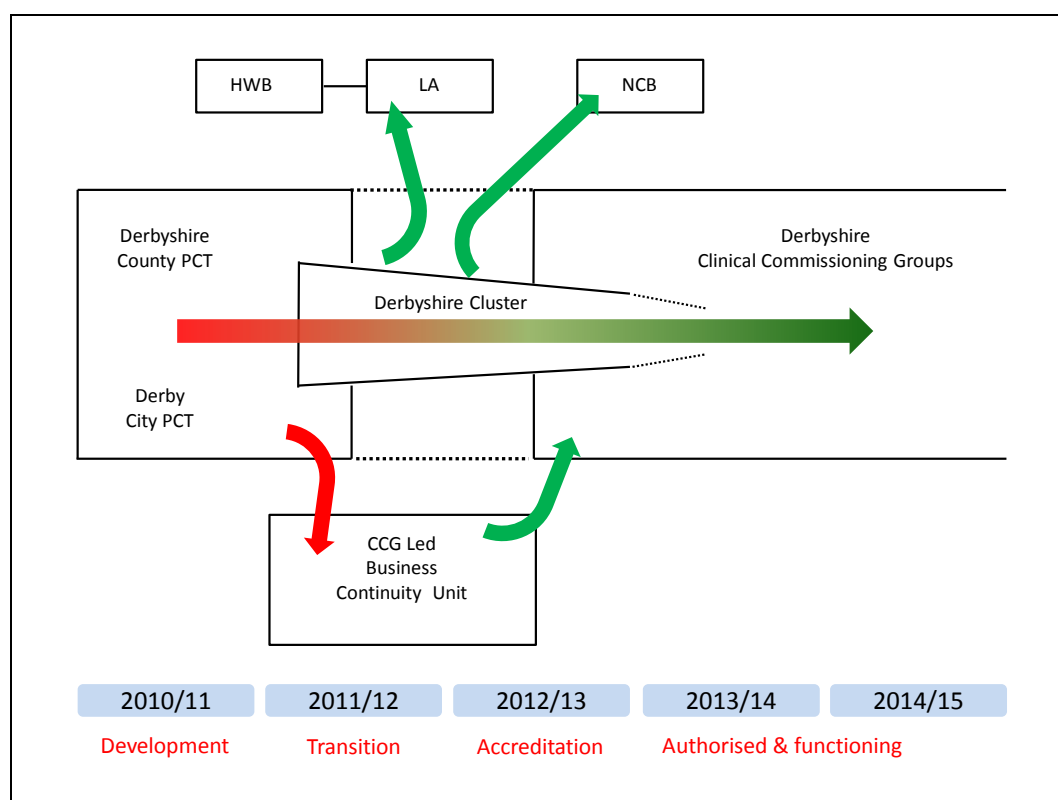 HWB
LA
NCB
Derbyshire
County PCT
Derbyshire
Clinical Commissioning Groups
Derbyshire Cluster
Derby
City PCT
CCG Led
Business
Continuity Unit
2010/11
2011/12
2012/13
2013/14
2014/15
Development
Transition
Accreditation
Authorised & functioning